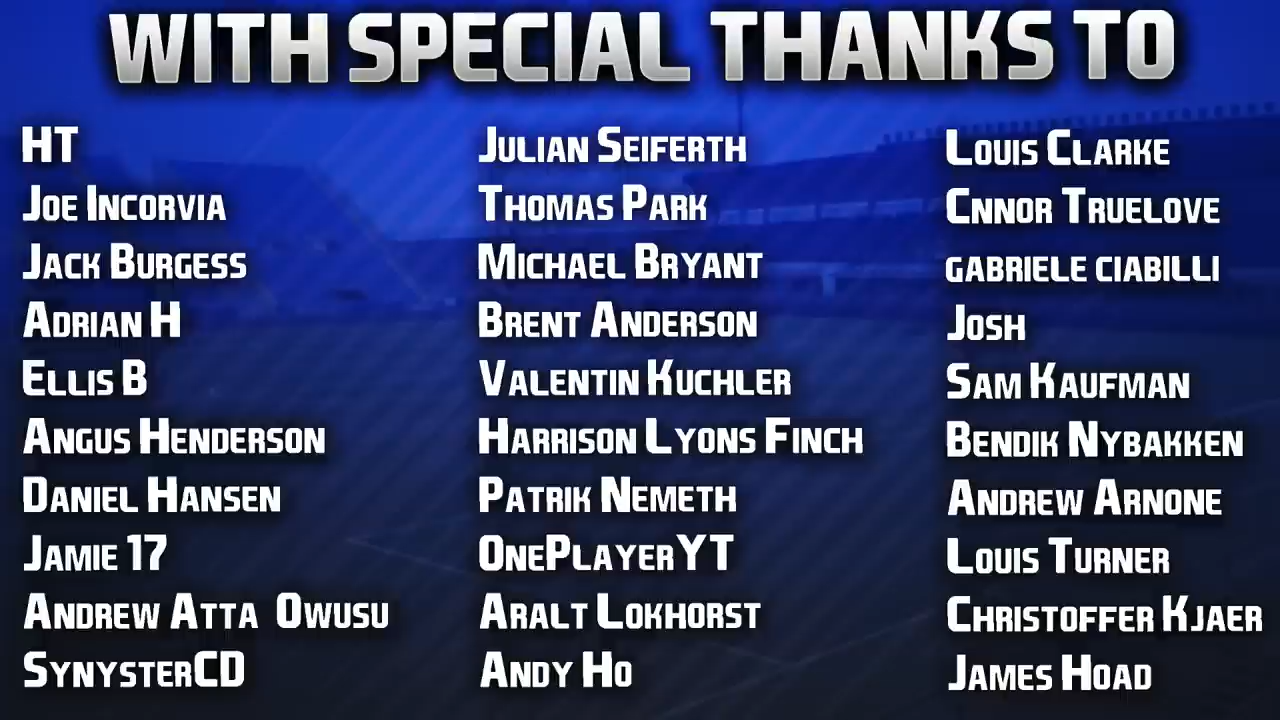 WITH SPECIAL THANKS TO
HT
Joe Incorvia
Jack Burgess
Adrian H
Ellis B
Angus Henderson
Daniel Hansen
Jamie 17
Andrew Atta Owusu
SynysterCD
Julian Seiferth
Thomas Park
Michael Bryant
Brent Anderson
Valentin Kuchler
Harrison Lyons Finch
Patrik Nemeth
OnePlayerYT
Aralt Lokhorst
Andy Ho
Louis Clarke
Cnnor Truelove
gabriele ciabilli
Josh
Sam Kaufman
Bendik Nybakken
Andrew Arnone
Louis Turner
Christoffer Kjaer
James Hoad